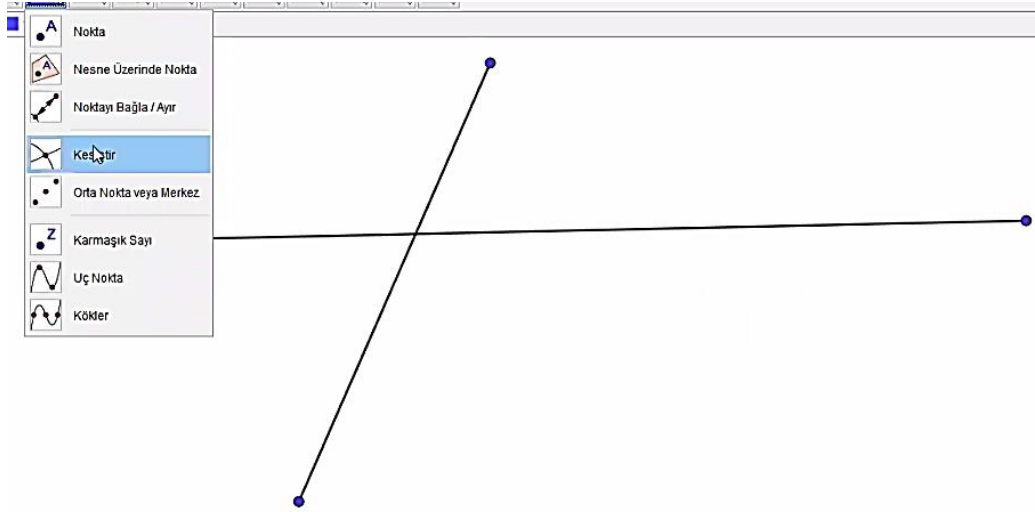 A
Nokta
A
Nesne Üzerinde Nokta
Noktayı Bağla / Ayır
Orta Nokta veya Merkez
Z
Karmaşık Sayı
Uç Nokta
Kökler